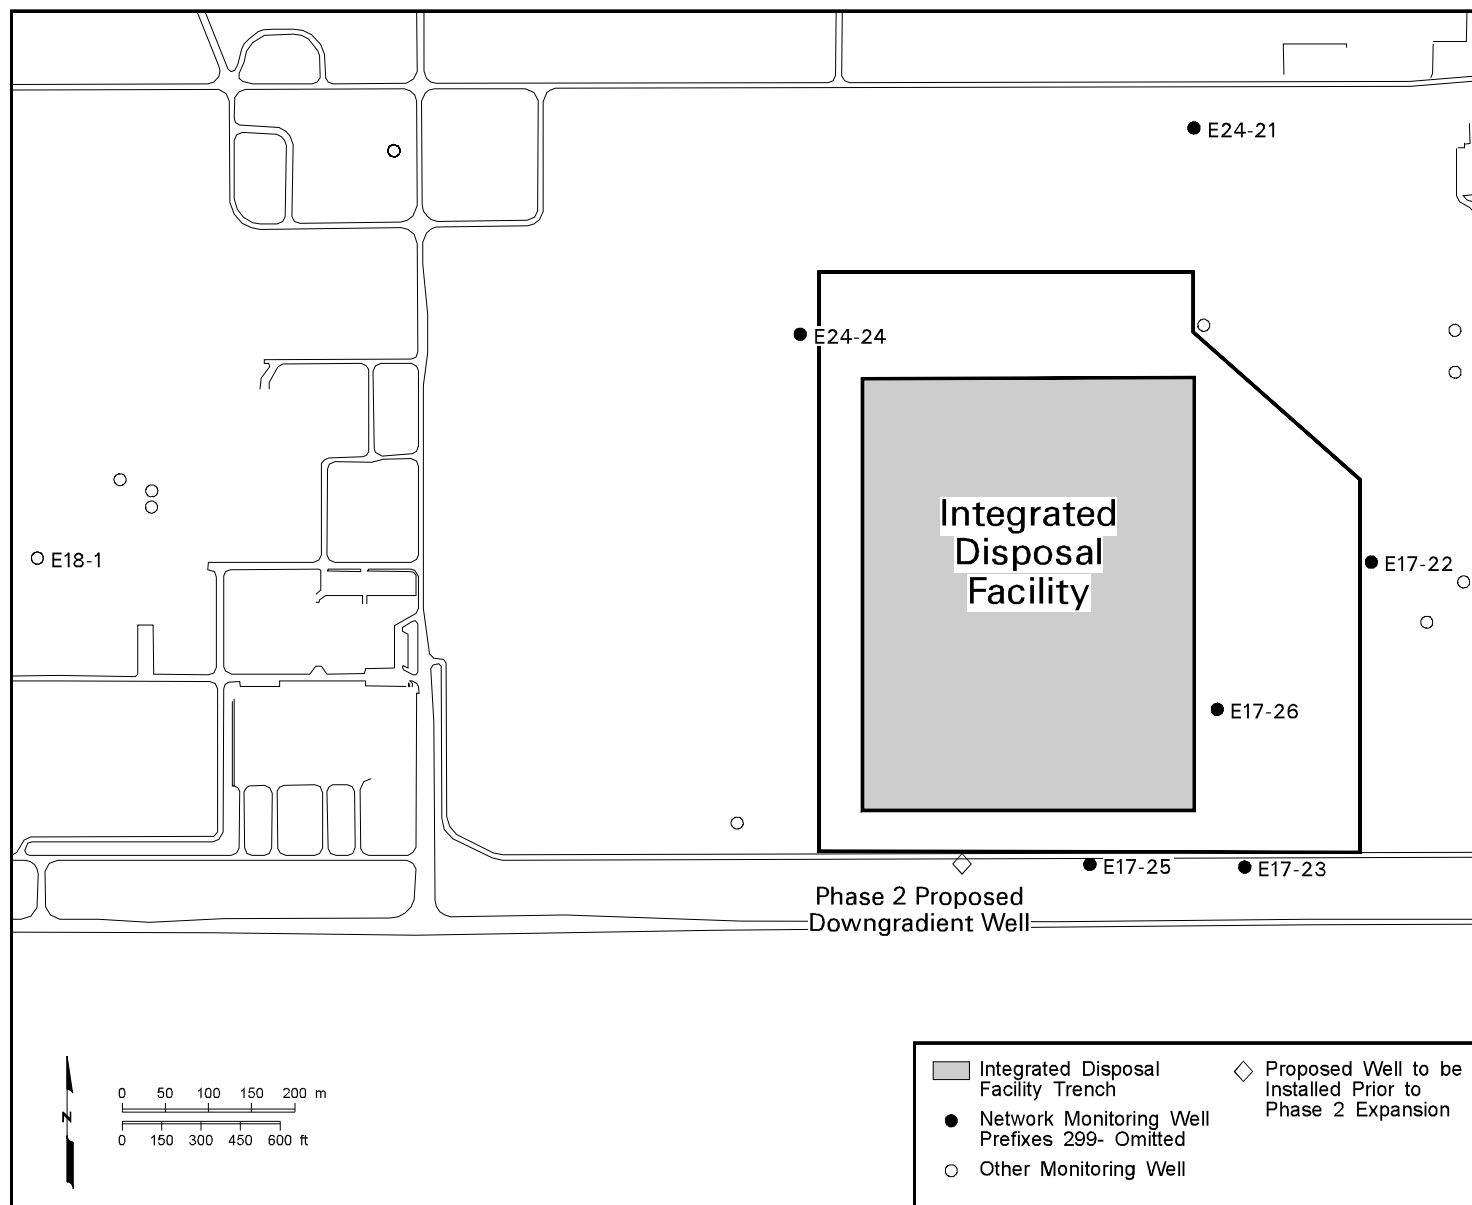 E24-21
E24-24
Integrated
Disposal
Facility
E18-1
E17-22
E17-26
E17-25
E17-23
Phase 2 Proposed
Downgradient Well
N
0 50 100 150 200 m
0 150 300 450 600 ft
Integrated Disposal
Facility Trench
Network Monitoring Well
Prefixes 299- Omitted
Other Monitoring Well
Proposed Well to be
Installed Prior to
Phase 2 Expansion